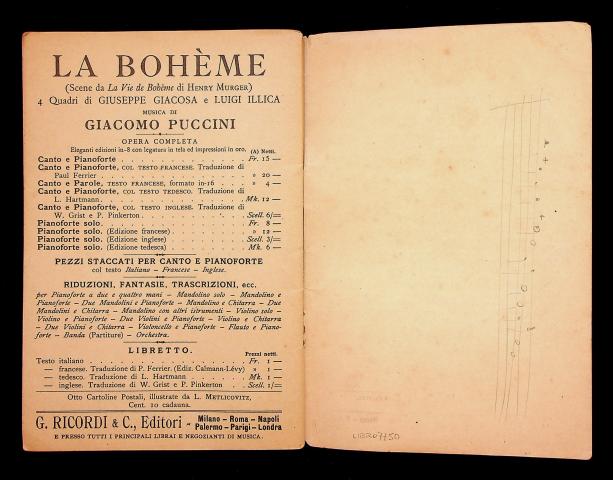 LA BOHÈME
(Scene da La Vie de Bohème di HENRY MURGER)
4 Quadri di GIUSEPPE GIACOSA e LUIGI ILLICA
MUSICA DI
GIACOMO PUCCINI
OPERA COMPLETA
Eleganti edizioni in-8 con legatura in tela ed impressioni in oro. (A) Netti.
Canto e Pianoforte . . . . . . . . . . Fr. 15 —
Canto e Pianoforte, COL TESTO FRANCESE. Traduzione di
Paul Ferrier . . . . . . . . . . » 20 —
Canto e Parole, TESTO FRANCESE, formato in-16 . . . » 4 —
Canto e Pianoforte, COL TESTO TEDESCO. Traduzione di
L. Hartmann . . . . . . . . . . Mk. 12 —
Canto e Pianoforte, COL TESTO INGLESE. Traduzione di
W. Grist e P. Pinkerton . . . . . . . . Scell. 6/=
Pianoforte solo . . . . . . . . . . Fr. 8 —
Pianoforte solo. (Edizione francese) . . . . . . » 12 —
Pianoforte solo. (Edizione inglese) . . . . . . Scell. 3/=
Pianoforte solo. (Edizione tedesca) . . . . . . Mk. 6 —
PEZZI STACCATI PER CANTO E PIANOFORTE
col testo Italiano – Francese – Inglese.
RIDUZIONI, FANTASIE, TRASCRIZIONI, ecc.
per Pianoforte a due e quattro mani – Mandolino solo – Mandolino e
Pianoforte – Due Mandolini e Pianoforte – Mandolino e Chitarra – Due
Mandolini e Chitarra – Mandolino con altri istrumenti – Violino solo –
Violino e Pianoforte – Due Violini e Pianoforte – Violino e Chitarra
– Due Violini e Chitarra – Violoncello e Pianoforte – Flauto e Piano-
forte – Banda (Partiture) – Orchestra.
LIBRETTO. Prezzi netti.
Testo italiano . . . . . . . . . . Fr. 1 —
— francese. Traduzione di P. Ferrier. (Ediz. Calmann-Lévy) » 1 —
— tedesco. Traduzione di L. Hartmann . . . . Mk. 1 —
— inglese. Traduzione di W. Grist e P. Pinkerton . . Scell. 1/=
Otto Cartoline Postali, illustrate da L. METLICOVITZ,
Cent. 10 cadauna.
G. RICORDI & C., Editori – Milano – Roma – Napoli
Palermo – Parigi – Londra
E PRESSO TUTTI I PRINCIPALI LIBRAI E NEGOZIANTI DI MUSICA.
LIBRO7750